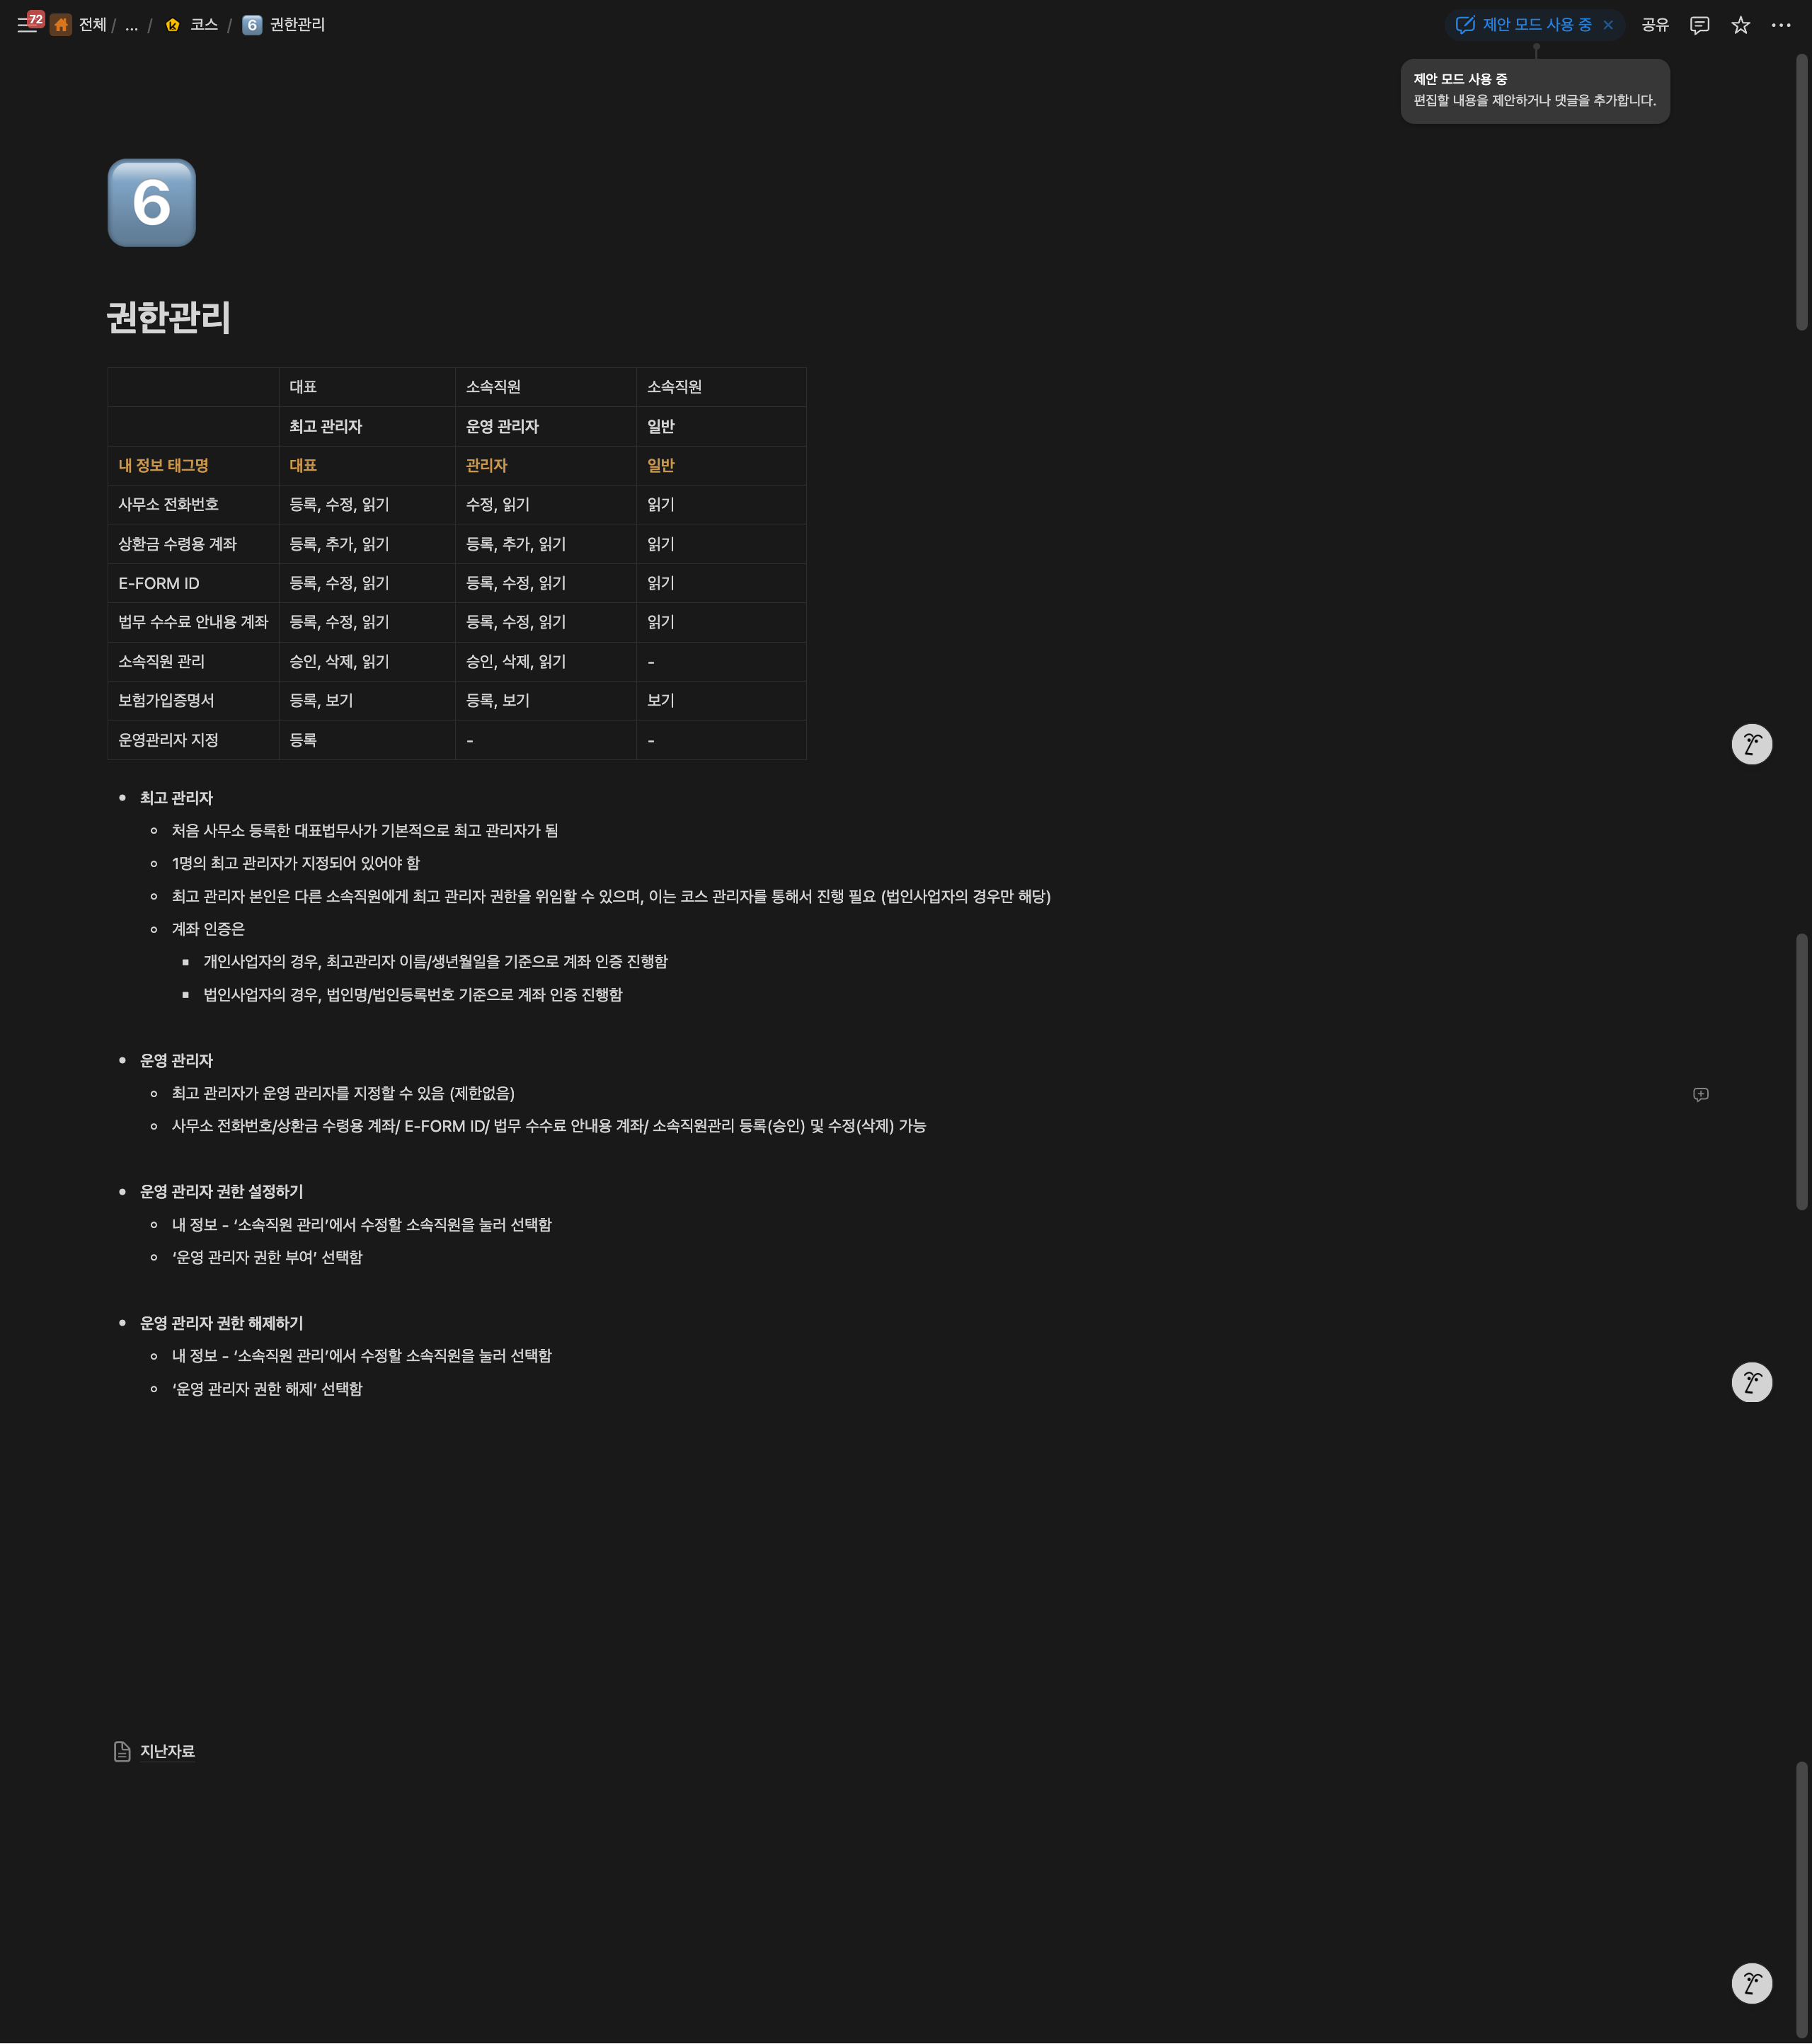 72 전체 / ... / 코스 / 6 권한관리 제안 모드 사용 중 × 공유
제안 모드 사용 중
편집할 내용을 제안하거나 댓글을 추가합니다.
6
권한관리
대표 소속직원 소속직원
최고 관리자 운영 관리자 일반
내 정보 태그명 대표 관리자 일반
사무소 전화번호 등록, 수정, 읽기 수정, 읽기 읽기
상환금 수령용 계좌 등록, 추가, 읽기 등록, 추가, 읽기 읽기
E-FORM ID 등록, 수정, 읽기 등록, 수정, 읽기 읽기
법무 수수료 안내용 계좌 등록, 수정, 읽기 등록, 수정, 읽기 읽기
소속직원 관리 승인, 삭제, 읽기 승인, 삭제, 읽기 -
보험가입증명서 등록, 보기 등록, 보기 보기
운영관리자 지정 등록 - -
최고 관리자
처음 사무소 등록한 대표법무사가 기본적으로 최고 관리자가 됨
1명의 최고 관리자가 지정되어 있어야 함
최고 관리자 본인은 다른 소속직원에게 최고 관리자 권한을 위임할 수 있으며, 이는 코스 관리자를 통해서 진행 필요 (법인사업자의 경우만 해당)
계좌 인증은
개인사업자의 경우, 최고관리자 이름/생년월일을 기준으로 계좌 인증 진행함
법인사업자의 경우, 법인명/법인등록번호 기준으로 계좌 인증 진행함
운영 관리자
최고 관리자가 운영 관리자를 지정할 수 있음 (제한없음)
사무소 전화번호/상환금 수령용 계좌/ E-FORM ID/ 법무 수수료 안내용 계좌/ 소속직원관리 등록(승인) 및 수정(삭제) 가능
운영 관리자 권한 설정하기
내 정보 - ‘소속직원 관리’에서 수정할 소속직원을 눌러 선택함
‘운영 관리자 권한 부여’ 선택함
운영 관리자 권한 해제하기
내 정보 - ‘소속직원 관리’에서 수정할 소속직원을 눌러 선택함
‘운영 관리자 권한 해제’ 선택함
지난자료